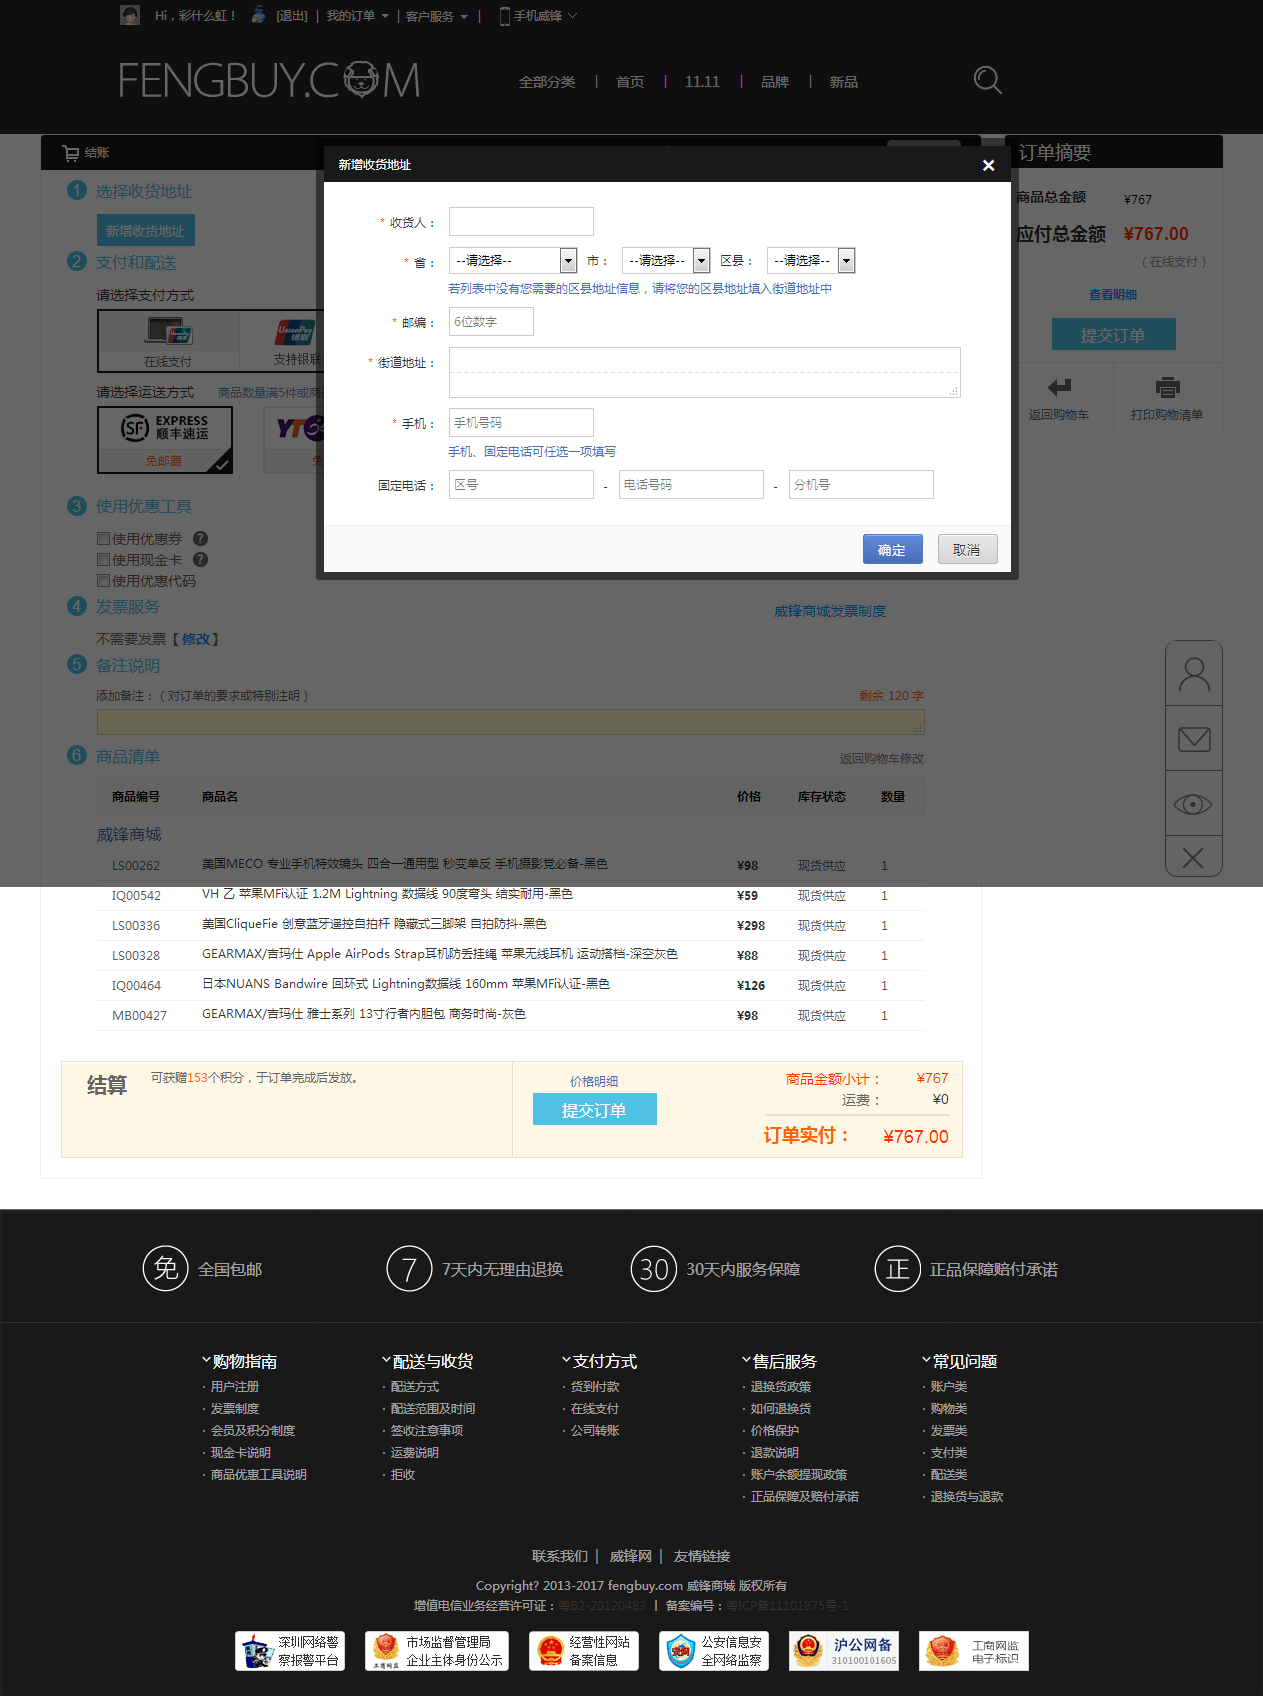 Hi，彩什么虹！ [退出] | 我的订单 | 客户服务 | 手机威锋
FENGBUY.COM
全部分类 | 首页 | 11.11 | 品牌 | 新品
结账
订单摘要
新增收货地址
1 选择收货地址
新增收货地址
2 支付和配送
请选择支付方式
在线支付
UnionPay 银联
支持银联
请选择运送方式 商品数量满5件或商
SF EXPRESS 顺丰速运
免邮费
* 收货人：
* 省： --请选择-- 市： --请选择-- 区县： --请选择--
若列表中没有您需要的区县地址信息，请将您的区县地址填入街道地址中
* 邮编： 6位数字
* 街道地址：
* 手机： 手机号码
手机、固定电话可任选一项填写
固定电话： 区号 - 电话号码 - 分机号
确定 取消
商品总金额 ¥767
应付总金额 ¥767.00
（在线支付）
查看明细
提交订单
返回购物车 打印购物清单
3 使用优惠工具
使用优惠券 ?
使用现金卡 ?
使用优惠代码
4 发票服务 威锋商城发票制度
不需要发票【修改】
5 备注说明
添加备注：（对订单的要求或特别注明） 剩余 120 字
6 商品清单 返回购物车修改
商品编号 商品名 价格 库存状态 数量
威锋商城
LS00262 美国MECO 专业手机特效镜头 四合一通用型 秒变单反 手机摄影党必备-黑色 ¥98 现货供应 1
IQ00542 VH 乙 苹果MFi认证 1.2M Lightning 数据线 90度弯头 结实耐用-黑色 ¥59 现货供应 1
LS00336 美国CliqueFie 创意蓝牙遥控自拍杆 隐藏式三脚架 自拍防抖-黑色 ¥298 现货供应 1
LS00328 GEARMAX/吉玛仕 Apple AirPods Strap耳机防丢挂绳 苹果无线耳机 运动搭档-深空灰色 ¥88 现货供应 1
IQ00464 日本NUANS Bandwire 回环式 Lightning数据线 160mm 苹果MFi认证-黑色 ¥126 现货供应 1
MB00427 GEARMAX/吉玛仕 雅士系列 13寸行者内胆包 商务时尚-灰色 ¥98 现货供应 1
结算 可获赠153个积分，于订单完成后发放。
价格明细
提交订单
商品金额小计： ¥767
运费： ¥0
订单实付： ¥767.00
免 全国包邮 7 7天内无理由退换 30 30天内服务保障 正 正品保障赔付承诺
购物指南 配送与收货 支付方式 售后服务 常见问题
· 用户注册 · 配送方式 · 货到付款 · 退换货政策 · 账户类
· 发票制度 · 配送范围及时间 · 在线支付 · 如何退换货 · 购物类
· 会员及积分制度 · 签收注意事项 · 公司转账 · 价格保护 · 发票类
· 现金卡说明 · 运费说明 · 退款说明 · 支付类
· 商品优惠工具说明 · 拒收 · 账户余额提现政策 · 配送类
· 正品保障及赔付承诺 · 退换货与退款
联系我们 | 威锋网 | 友情链接
Copyright? 2013-2017 fengbuy.com 威锋商城 版权所有
增值电信业务经营许可证：粤B2-20120483 | 备案编号：粤ICP备11101875号-1
深圳网络警察报警平台 市场监督管理局 企业主体身份公示 经营性网站备案信息 公安信息安全网络监察 沪公网备 310100101605 工商网监 电子标识